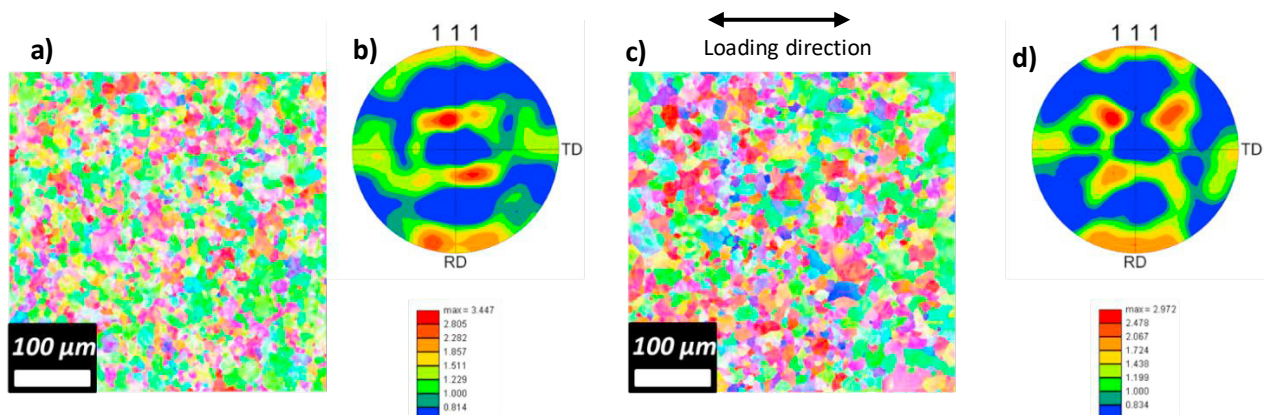 a)
b)
1 1 1
TD
RD
max = 3.447
2.805
2.282
1.857
1.511
1.229
1.000
0.814
100 µm
Loading direction
c)
d)
1 1 1
TD
RD
max = 2.972
2.478
2.067
1.724
1.438
1.199
1.000
0.834
100 µm